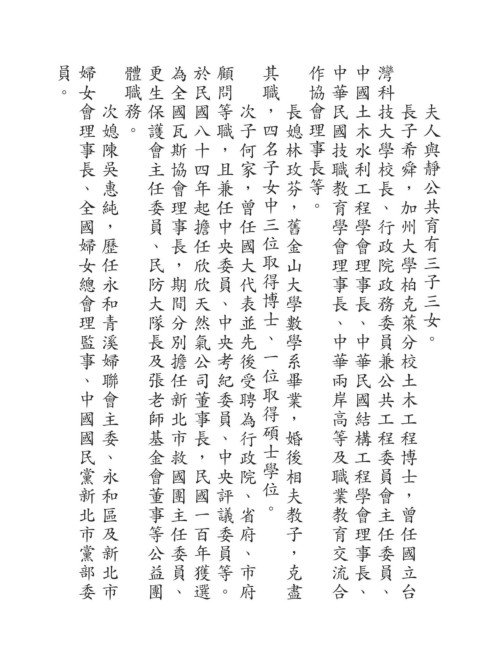 夫人與靜公共育有三子三女。
長子希舜，加州大學柏克萊分校土木工程博士，曾任國立台
灣科技大學校長、行政院政務委員兼公共工程委員會主任委員、
中國土木水利工程學會理事長、中華民國結構工程學會理事長、
中華民國技職教育學會理事長、中華兩岸高等及職業教育交流合
作協會理事長等。
長媳林玫芬，舊金山大學數學系畢業，婚後相夫教子，克盡
其職，四名子女中三位取得博士、一位取得碩士學位。
次子何家，曾任國大代表並先後受聘為行政院、省府、市府
顧問等職，且兼任中央委員、中央考紀委員、中央評議委員等。
於民國八十四年起擔任欣欣天然氣公司董事長，民國一百年獲選
為全國瓦斯協會理事長，期間分別擔任新北市救國團主任委員、
更生保護會主任委員、民防大隊長及張老師基金會董事等公益團
體職務。
次媳陳吳惠純，歷任永和青溪婦聯會主委、永和區及新北市
婦女會理事長、全國婦女總會理監事、中國國民黨新北市黨部委
員。